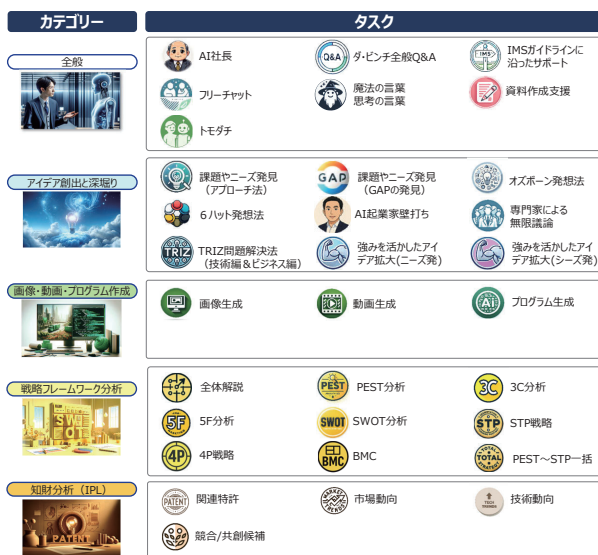 カテゴリー
タスク
全般
AI社長
Q&A
ダ・ビンチ全般Q&A
IMS
IMSガイドラインに
沿ったサポート
フリーチャット
魔法の言葉
思考の言葉
資料作成支援
トモダチ
アイデア創出と深堀り
課題やニーズ発見
（アプローチ法）
GAP
課題やニーズ発見
（GAPの発見）
オズボーン発想法
６ハット発想法
AI起業家壁打ち
専門家による
無限議論
TRIZ
TRIZ問題解決法
（技術編＆ビジネス編）
強みを活かしたアイ
デア拡大(ニーズ発)
強みを活かしたアイ
デア拡大(シーズ発)
画像・動画・プログラム作成
画像生成
動画生成
Ai
プログラム生成
戦略フレームワーク分析
SWE
OT
全体解説
PEST
PEST分析
3C
3C分析
5F
5F分析
SWOT
SWOT分析
STP
STP戦略
4P
4P戦略
BMC
BMC
TOTAL
PEST～STP一括
知財分析（IPL）
PATENT
PATENT
関連特許
MARKET
TRENDS
市場動向
TECH
技術動向
競合/共創候補